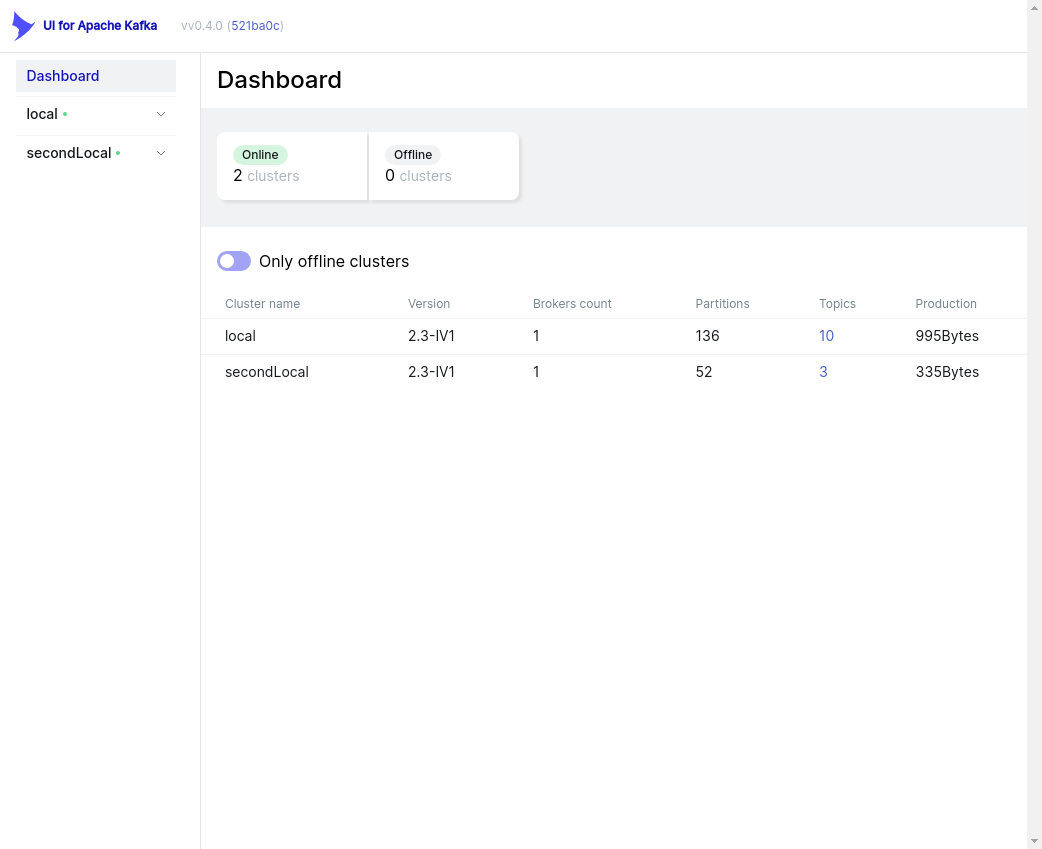 UI for Apache Kafka vv0.4.0 (521ba0c)
Dashboard
local
secondLocal
Dashboard
Online Offline
2 clusters 0 clusters
Only offline clusters
Cluster name Version Brokers count Partitions Topics Production
local 2.3-IV1 1 136 10 995Bytes
secondLocal 2.3-IV1 1 52 3 335Bytes